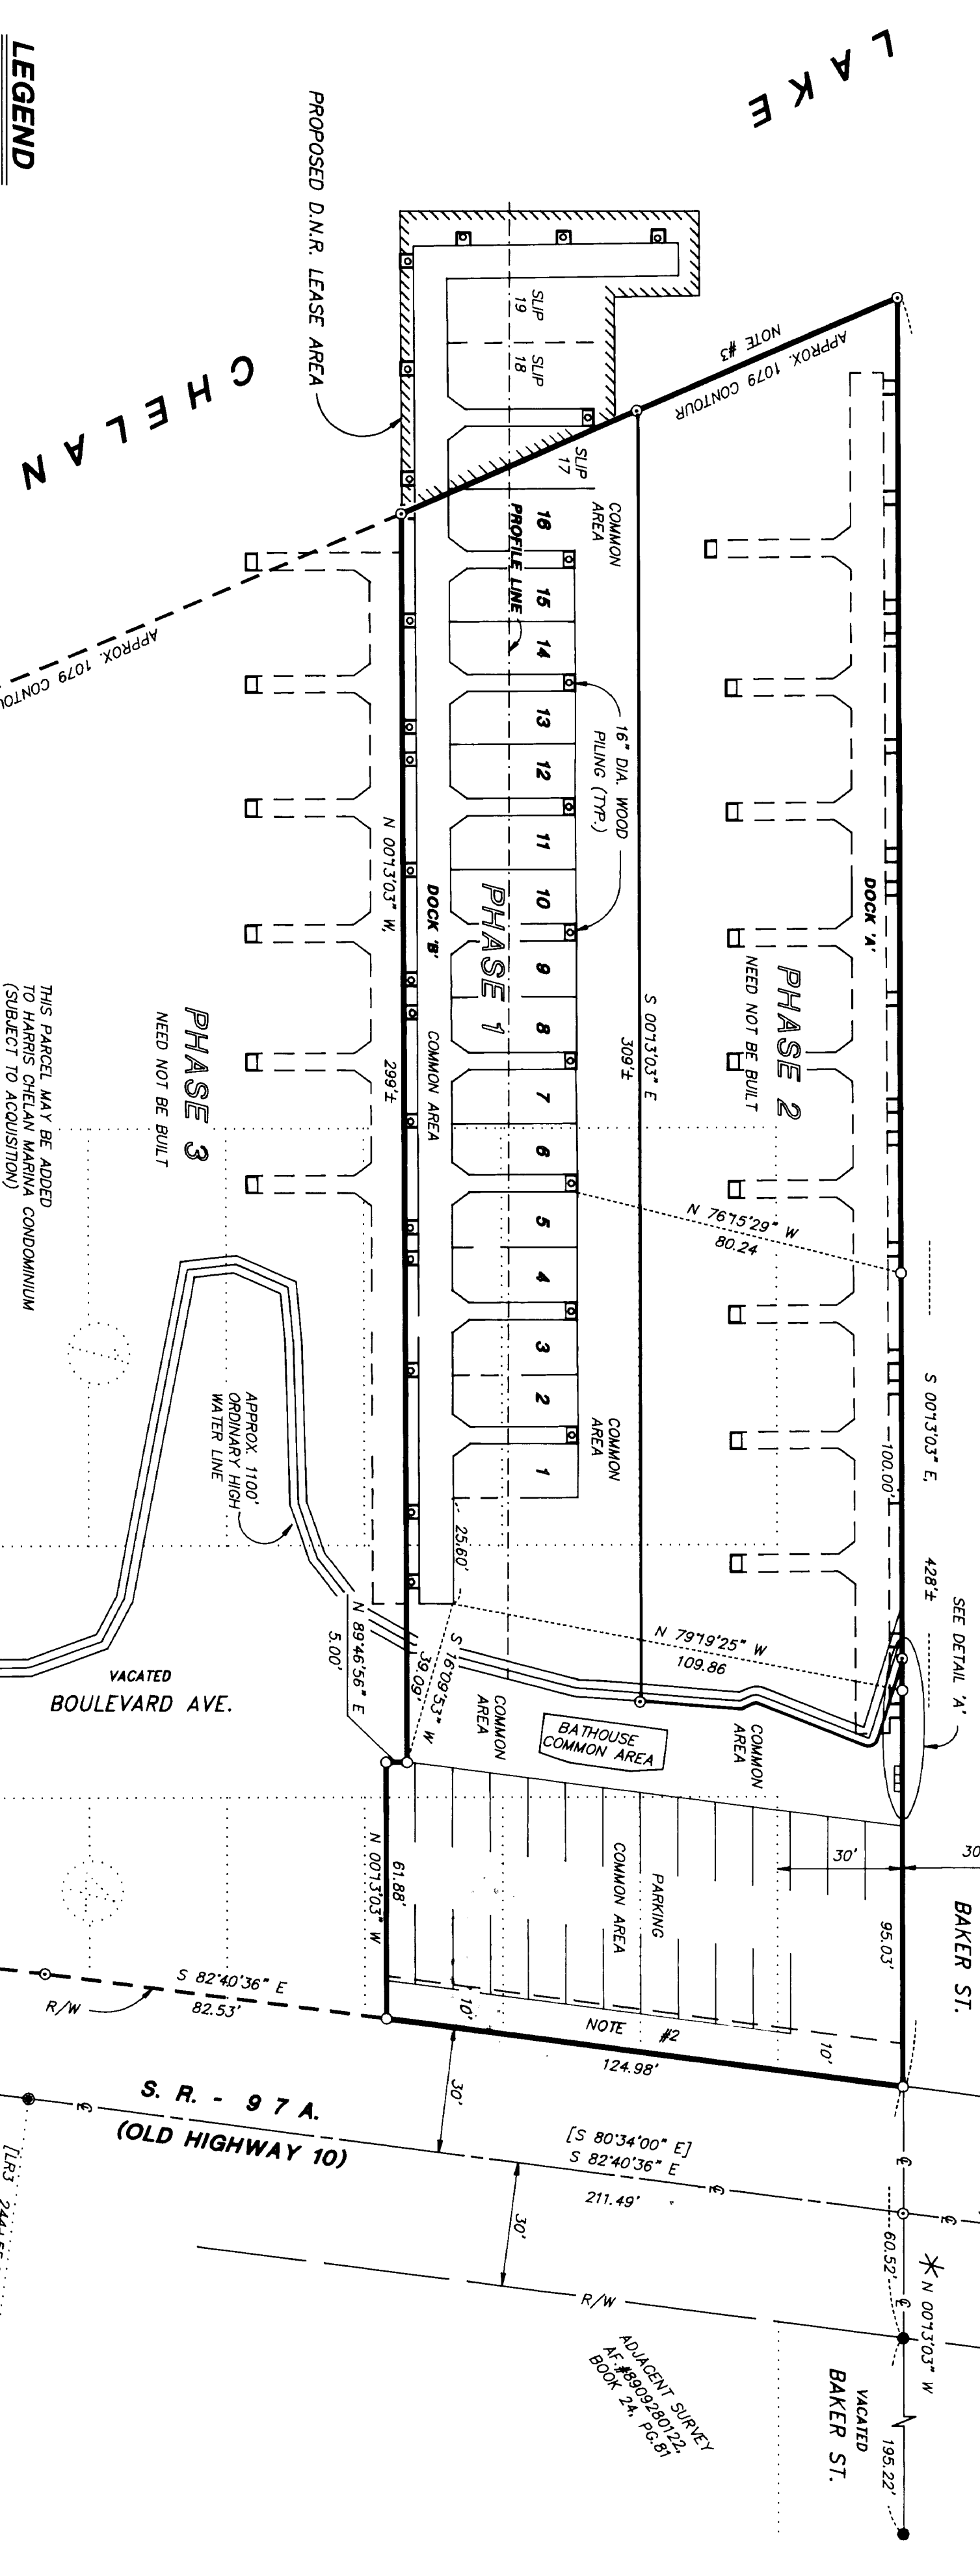 LAKE
CHELAN
LEGEND
PROPOSED D.N.R. LEASE AREA
SLIP
19
SLIP
18
SLIP
17
NOTE #3
APPROX. 1079 CONTOUR
COMMON
AREA
16
PROFILE LINE
15
14
13
12
11
10
9
8
7
6
5
4
3
2
1
16" DIA. WOOD
PILING (TYP.)
APPROX. 1079 CONTOU
N 00°13'03" W,
299'±
DOCK 'B'
COMMON AREA
PHASE 1
S 00°13'03" E
309'±
DOCK 'A'
PHASE 2
NEED NOT BE BUILT
PHASE 3
NEED NOT BE BUILT
THIS PARCEL MAY BE ADDED
TO HARRIS CHELAN MARINA CONDOMINIUM
(SUBJECT TO ACQUISITION)
N 76°15'29" W
80.24
S 00°13'03" E,
428'±
100.00'
SEE DETAIL 'A'
COMMON
AREA
25.60'
APPROX. 1100'
ORDINARY HIGH
WATER LINE
N 79°19'25" W
109.86
N 89°46'56" E
5.00'
S 16°09'53" W
39.09'
VACATED
BOULEVARD AVE.
COMMON
AREA
BATHOUSE
COMMON AREA
COMMON
AREA
30'
30
BAKER ST.
95.03'
PARKING
COMMON AREA
61.88'
N 00°13'03" W
S 82°40'36" E
82.53'
R/W
10'
NOTE #2
10'
124.98'
30'
S. R. - 97A.
(OLD HIGHWAY 10)
[S 80°34'00" E]
S 82°40'36" E
211.49'
30'
R/W
60.52'
N 00°13'03" W
ADJACENT SURVEY
AF.#8909280122,
BOOK 24, PG.81
VACATED
BAKER ST.
195.22'